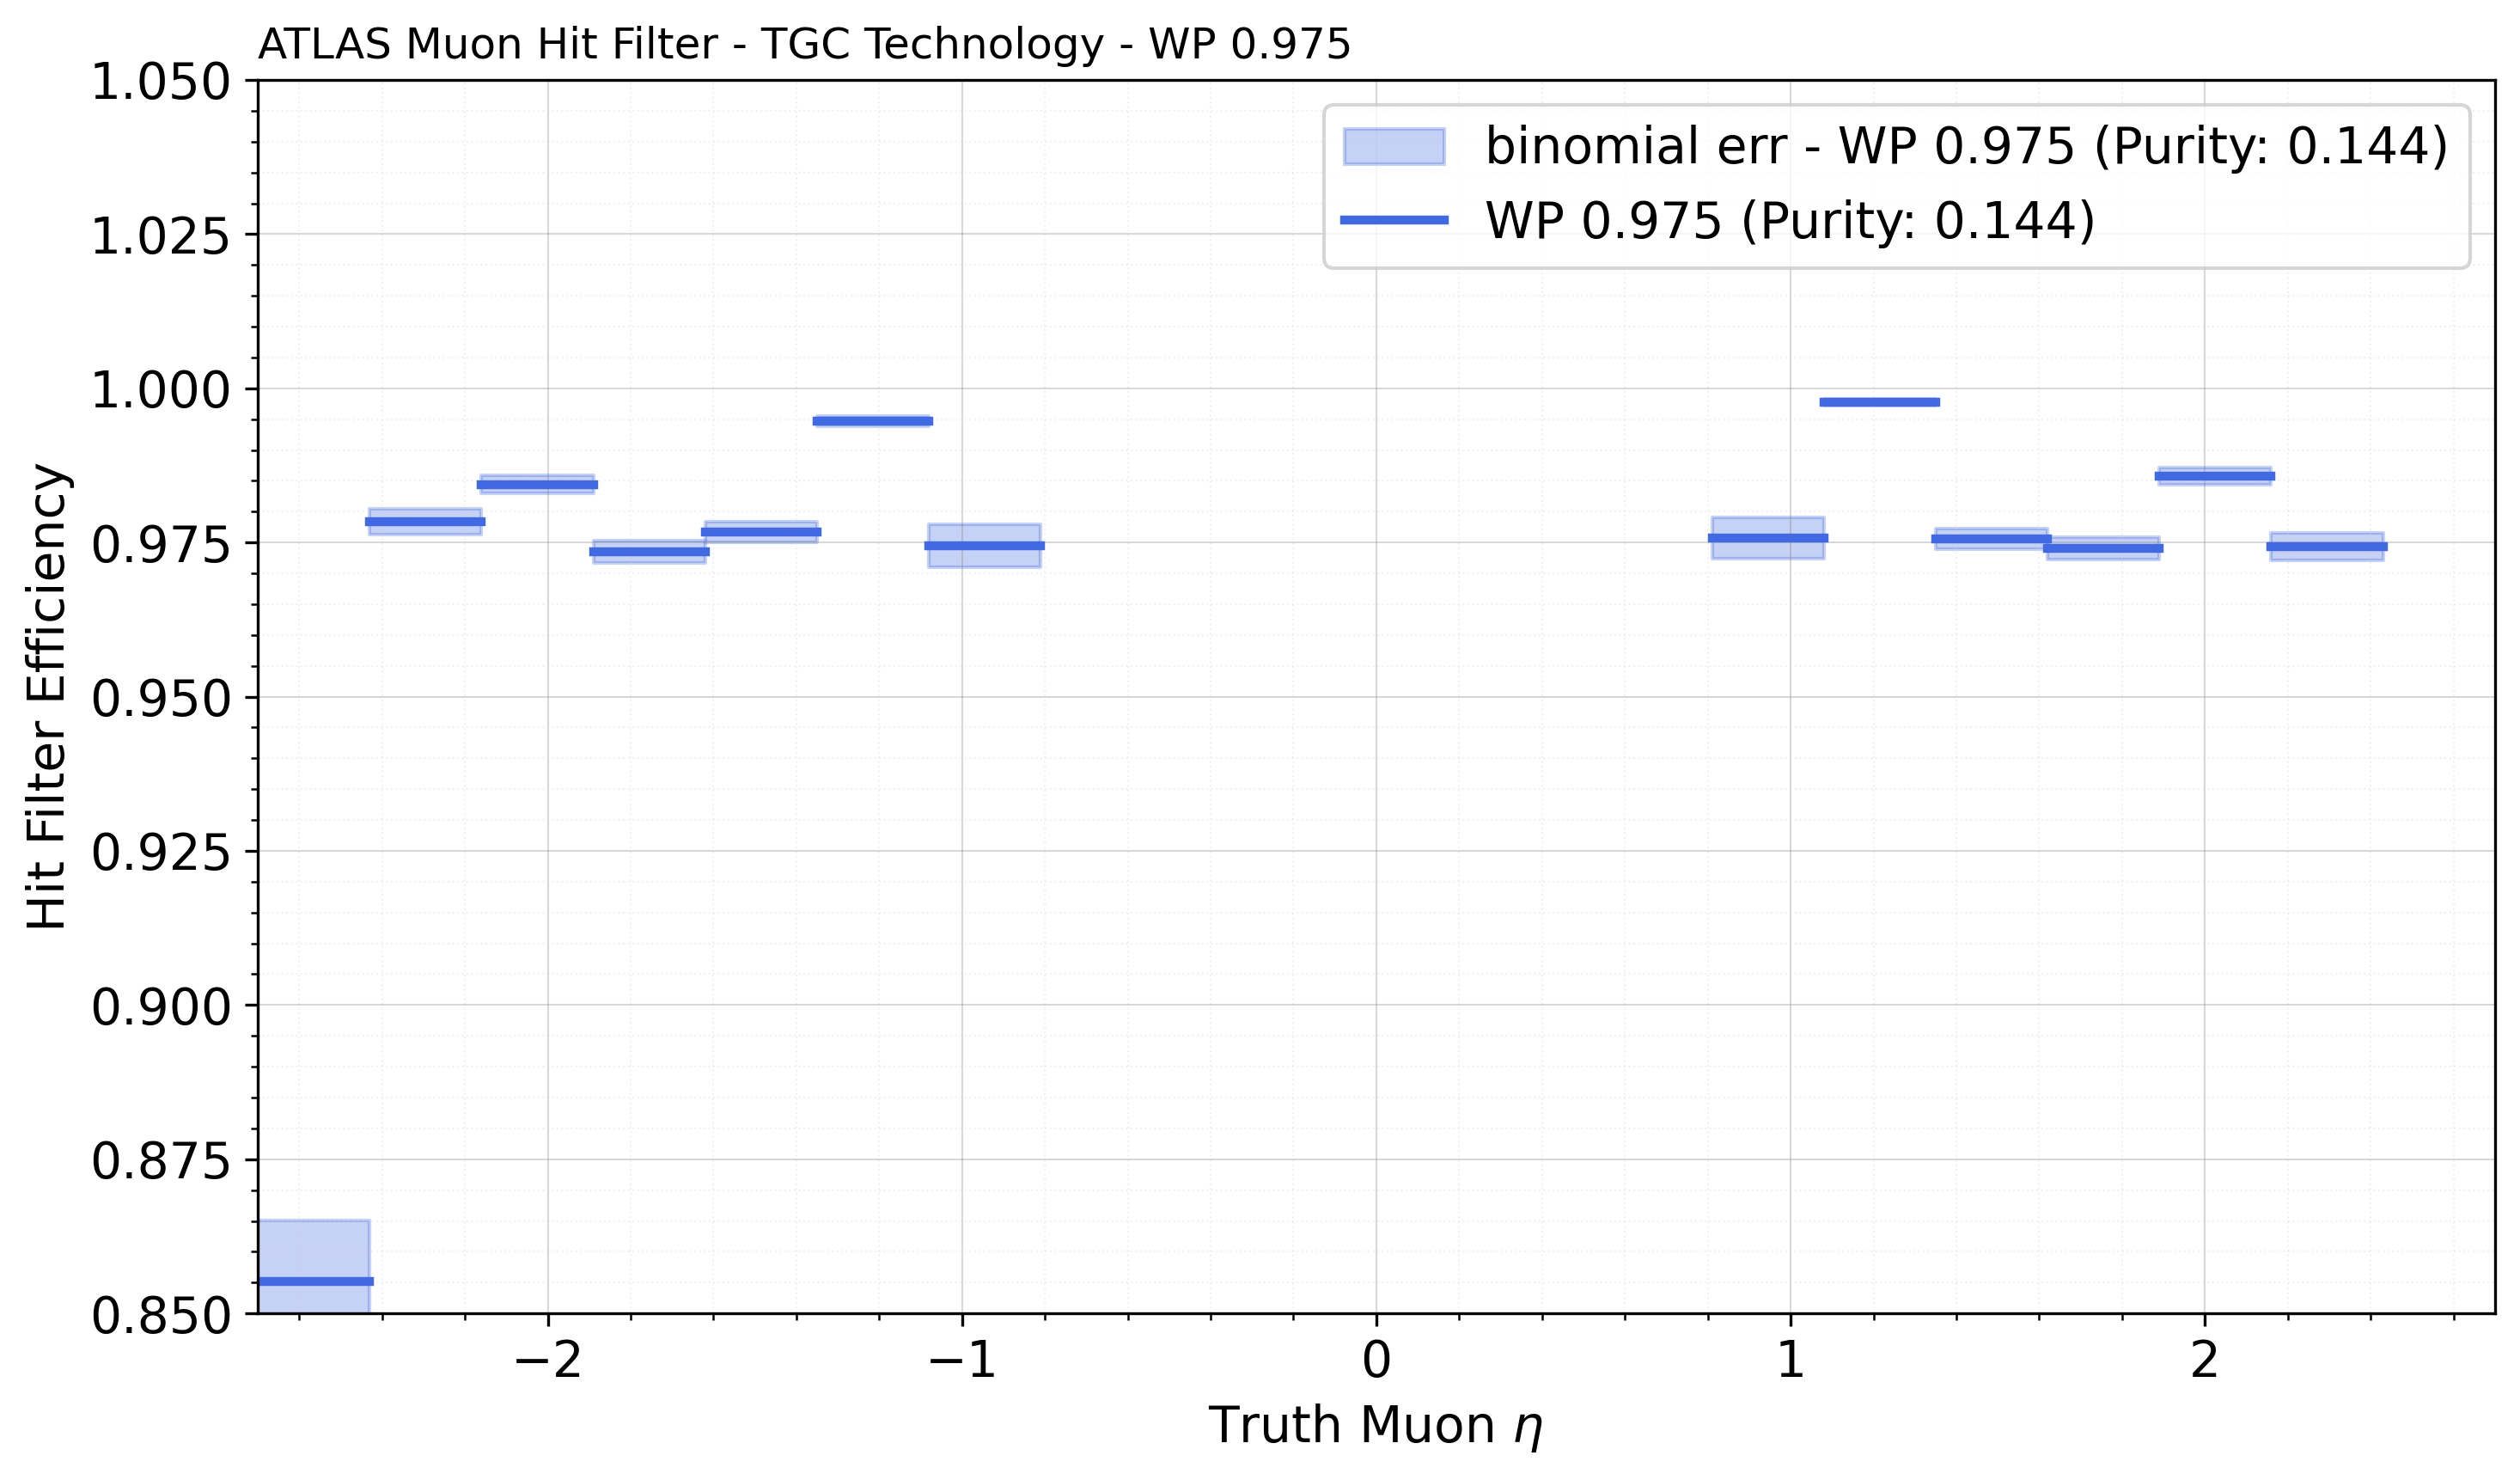 ATLAS Muon Hit Filter - TGC Technology - WP 0.975
1.050
1.025
1.000
0.975
0.950
0.925
0.900
0.875
0.850
Hit Filter Efficiency
binomial err - WP 0.975 (Purity: 0.144)
WP 0.975 (Purity: 0.144)
−2 −1 0 1 2
Truth Muon η